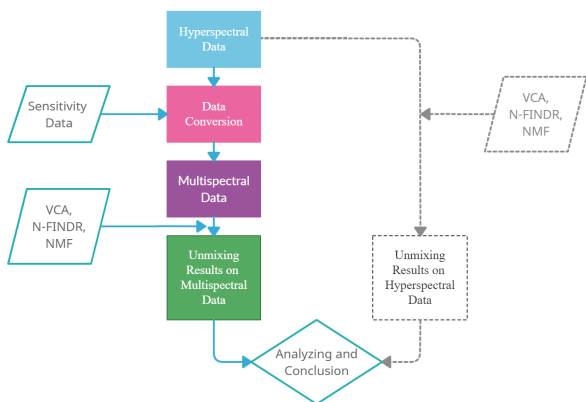 Hyperspectral
Data
Sensitivity
Data
Data
Conversion
VCA,
N-FINDR,
NMF
Multispectral
Data
VCA,
N-FINDR,
NMF
Unmixing
Results on
Multispectral
Data
Unmixing
Results on
Hyperspectral
Data
Analyzing and
Conclusion